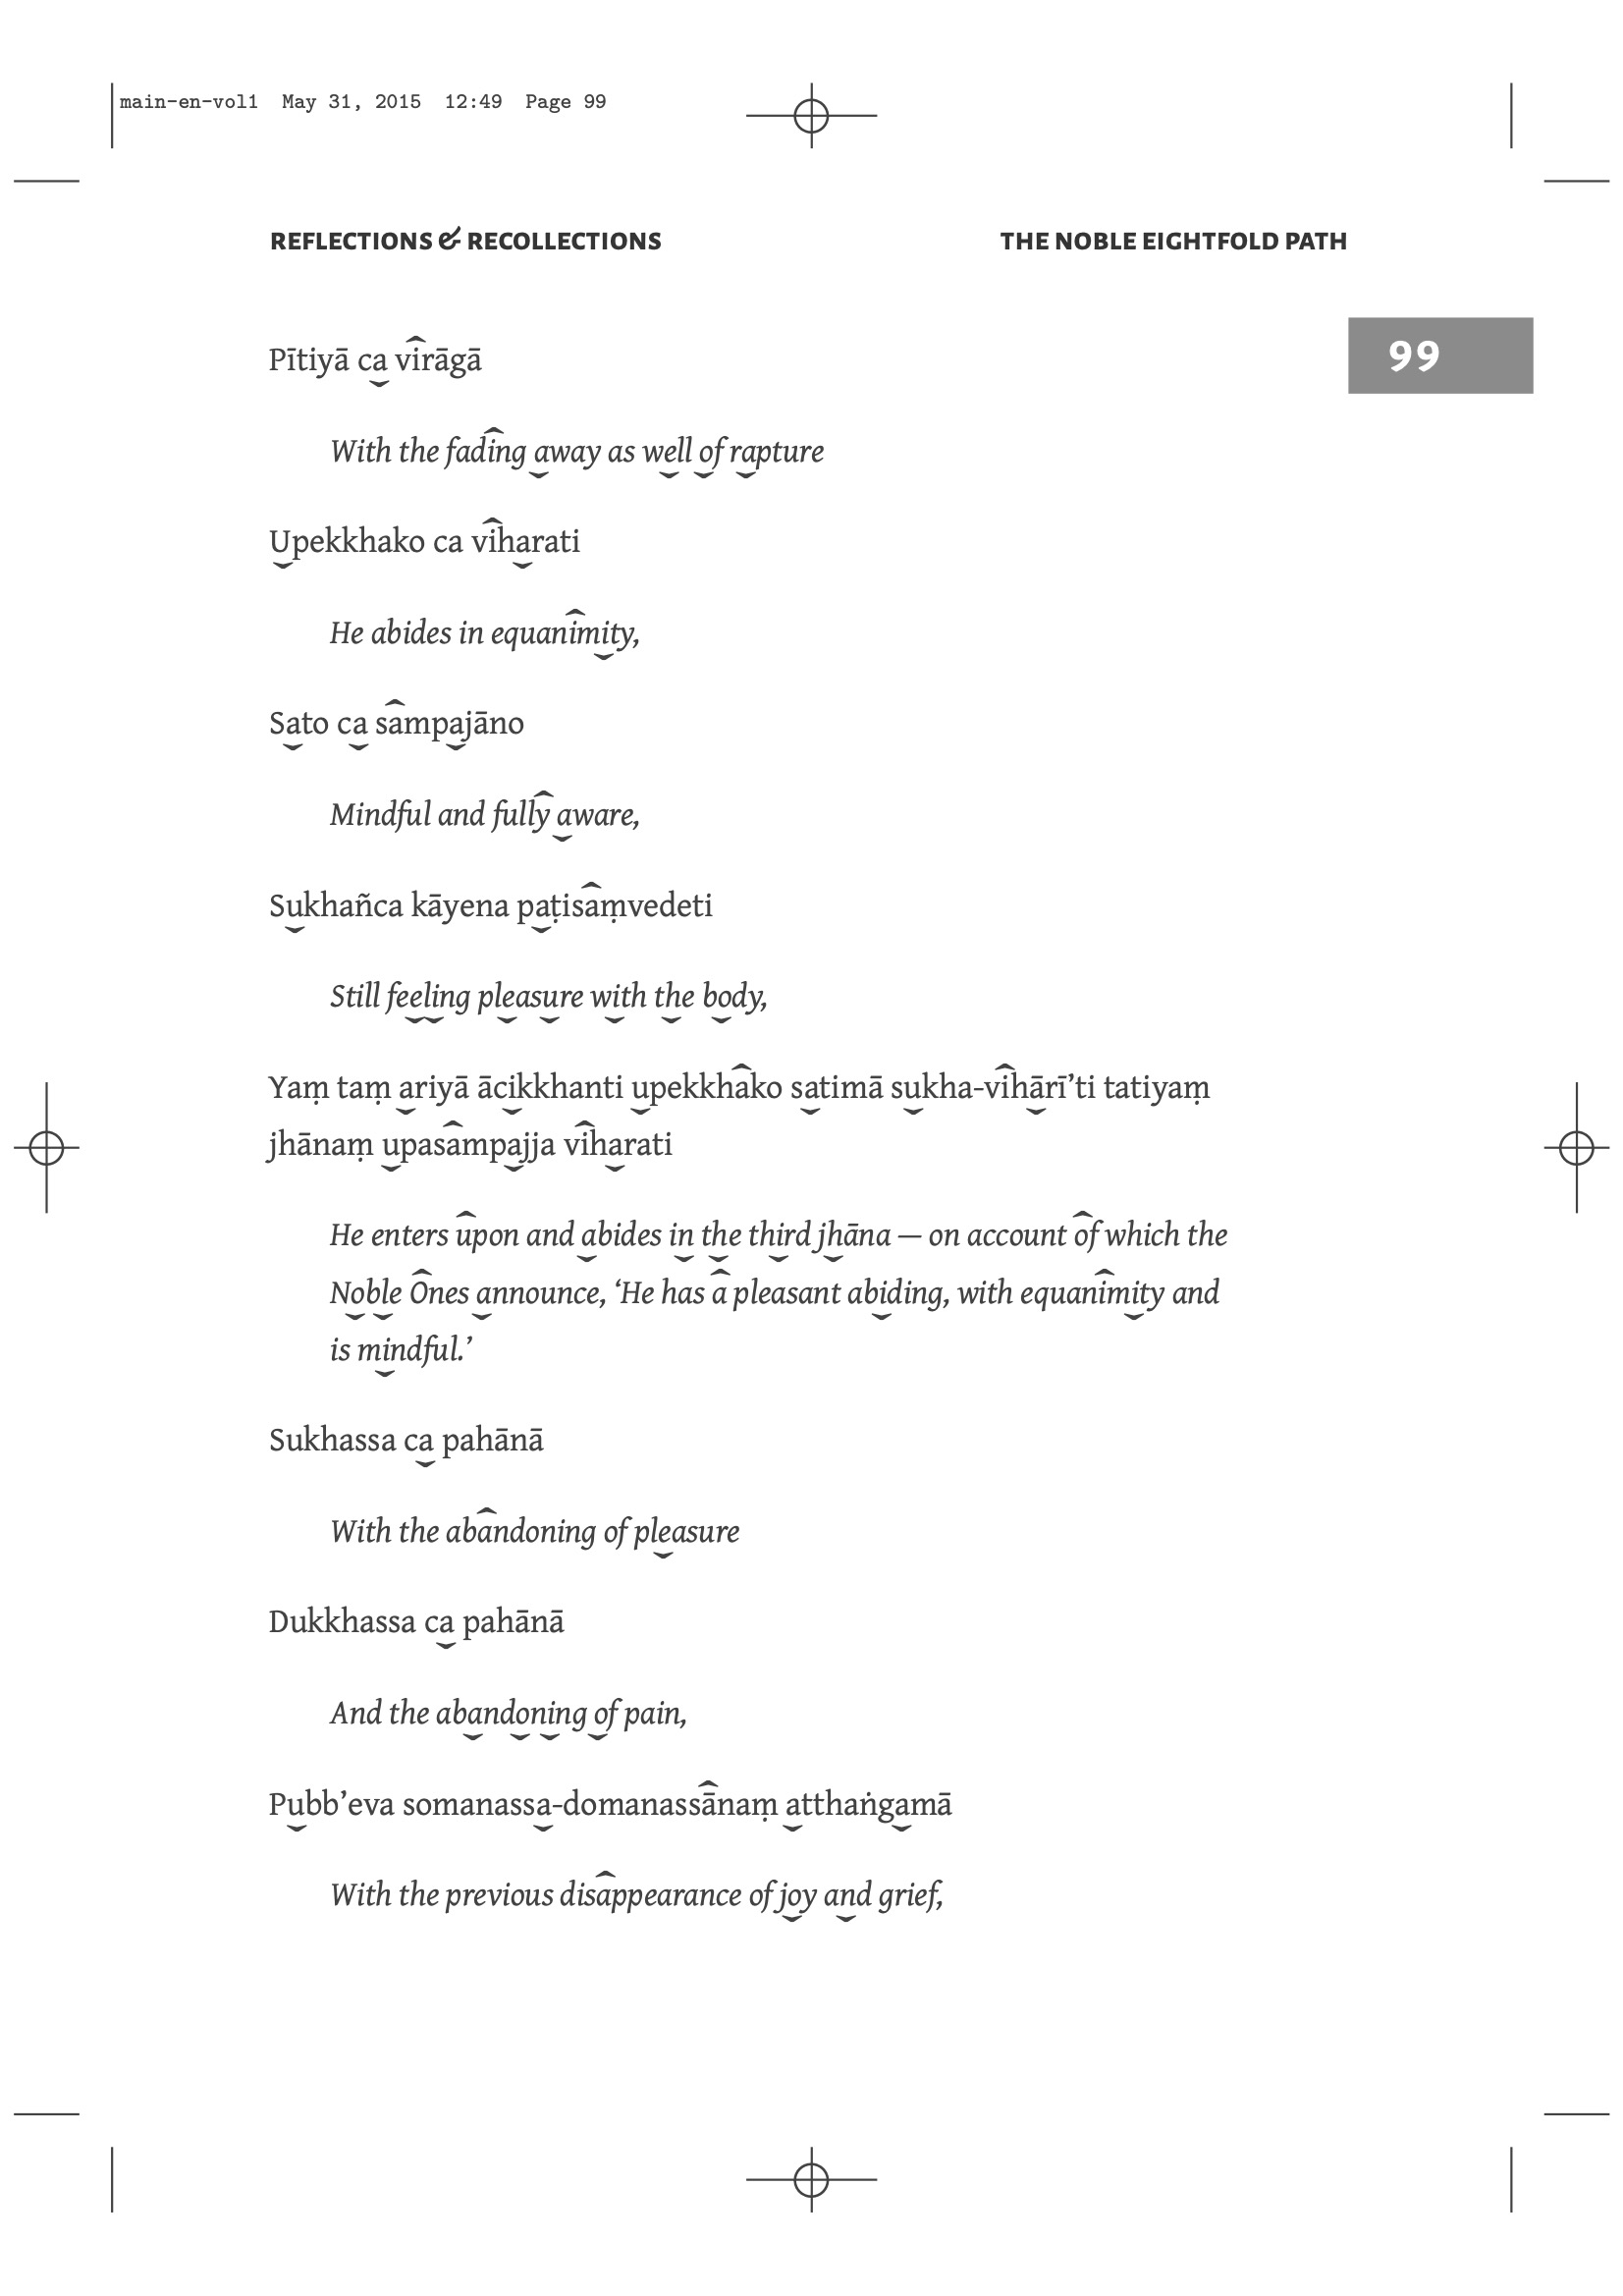 main-en-vol1 May 31, 2015 12:49 Page 99
REFLECTIONS & RECOLLECTIONS THE NOBLE EIGHTFOLD PATH
99
Pītiyā ca virāgā
With the fading away as well of rapture
Upekkhako ca viharati
He abides in equanimity,
Sato ca sampajāno
Mindful and fully aware,
Sukhañca kāyena paṭisaṃvedeti
Still feeling pleasure with the body,
Yaṃ taṃ ariyā ācikkhanti upekkhako satimā sukha-vihārī’ti tatiyaṃ
jhānaṃ upasampajja viharati
He enters upon and abides in the third jhāna — on account of which the
Noble Ones announce, ‘He has a pleasant abiding, with equanimity and
is mindful.’
Sukhassa ca pahānā
With the abandoning of pleasure
Dukkhassa ca pahānā
And the abandoning of pain,
Pubb’eva somanassa-domanassānaṃ atthaṅgamā
With the previous disappearance of joy and grief,